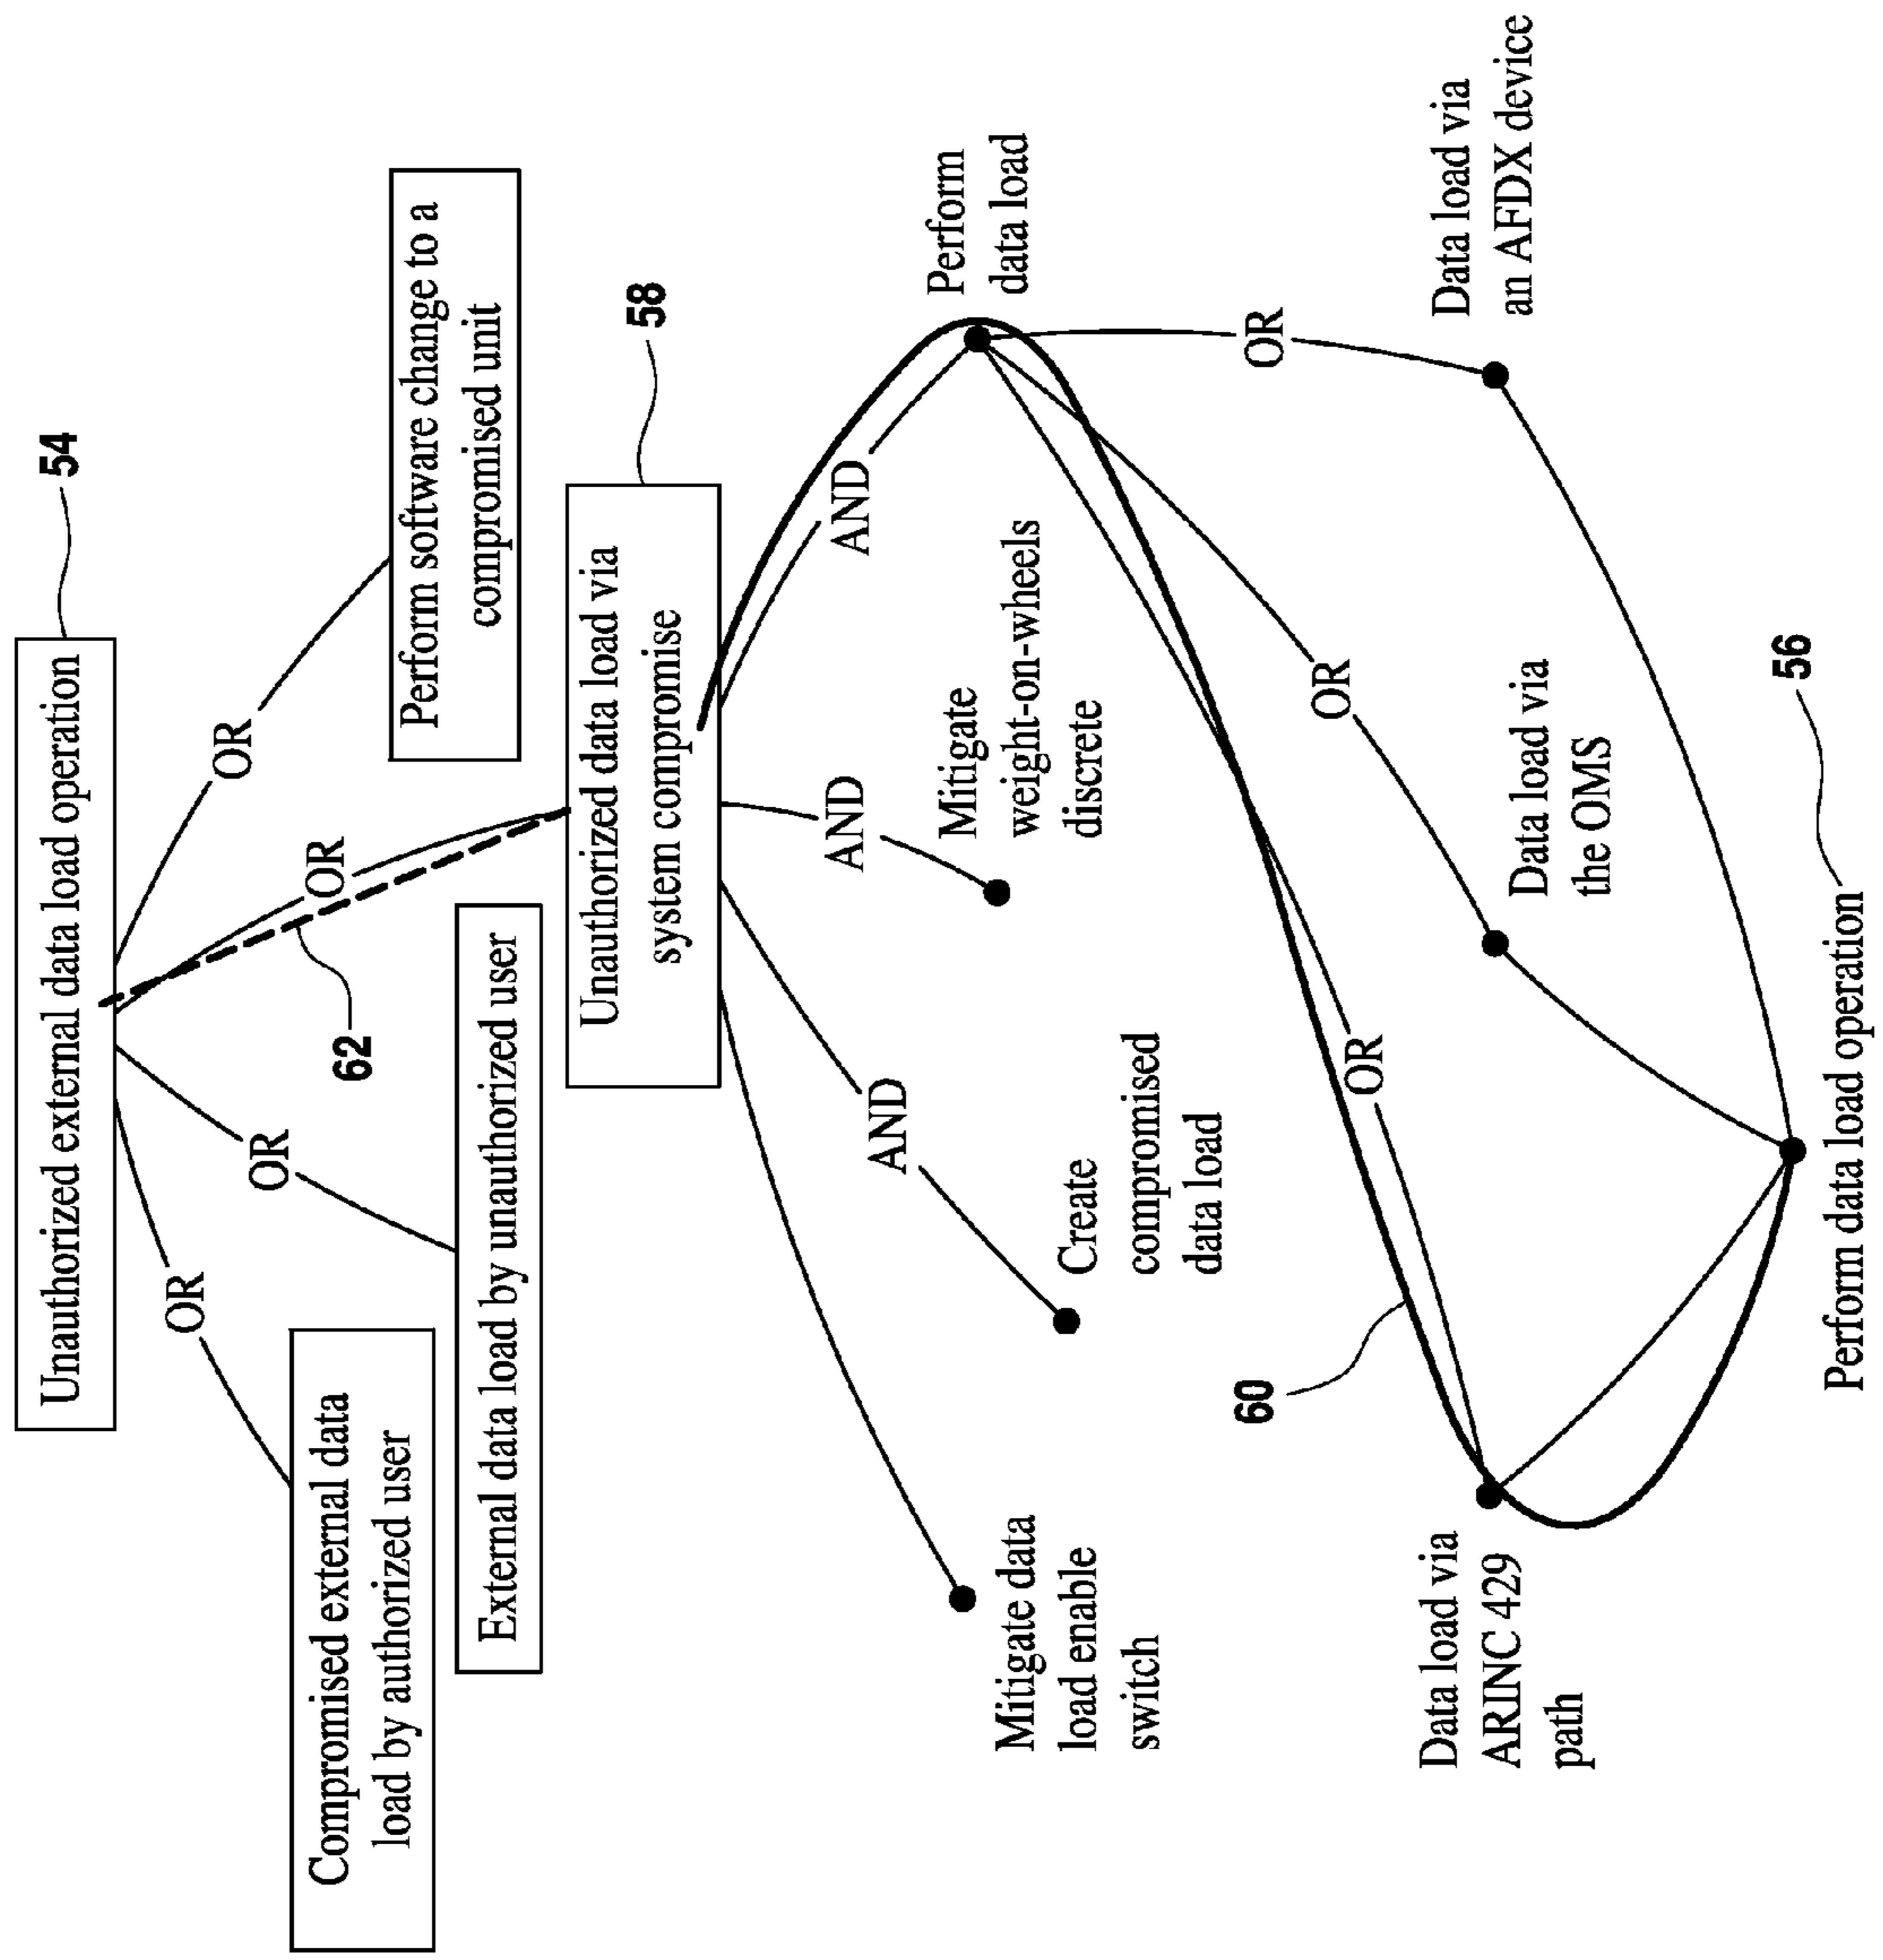 Unauthorized external data load operation
54
OR
OR
OR
OR
62
Compromised external data
load by authorized user
External data load by unauthorized user
Perform software change to a
compromised unit
Unauthorized data load via
system compromise
58
AND
AND
AND
Mitigate data
load enable
switch
Create
compromised
data load
Mitigate
weight-on-wheels
discrete
Perform
data load
60
OR
OR
OR
Data load via
ARINC 429
path
Data load via
the OMS
Data load via
an AFDX device
56
Perform data load operation